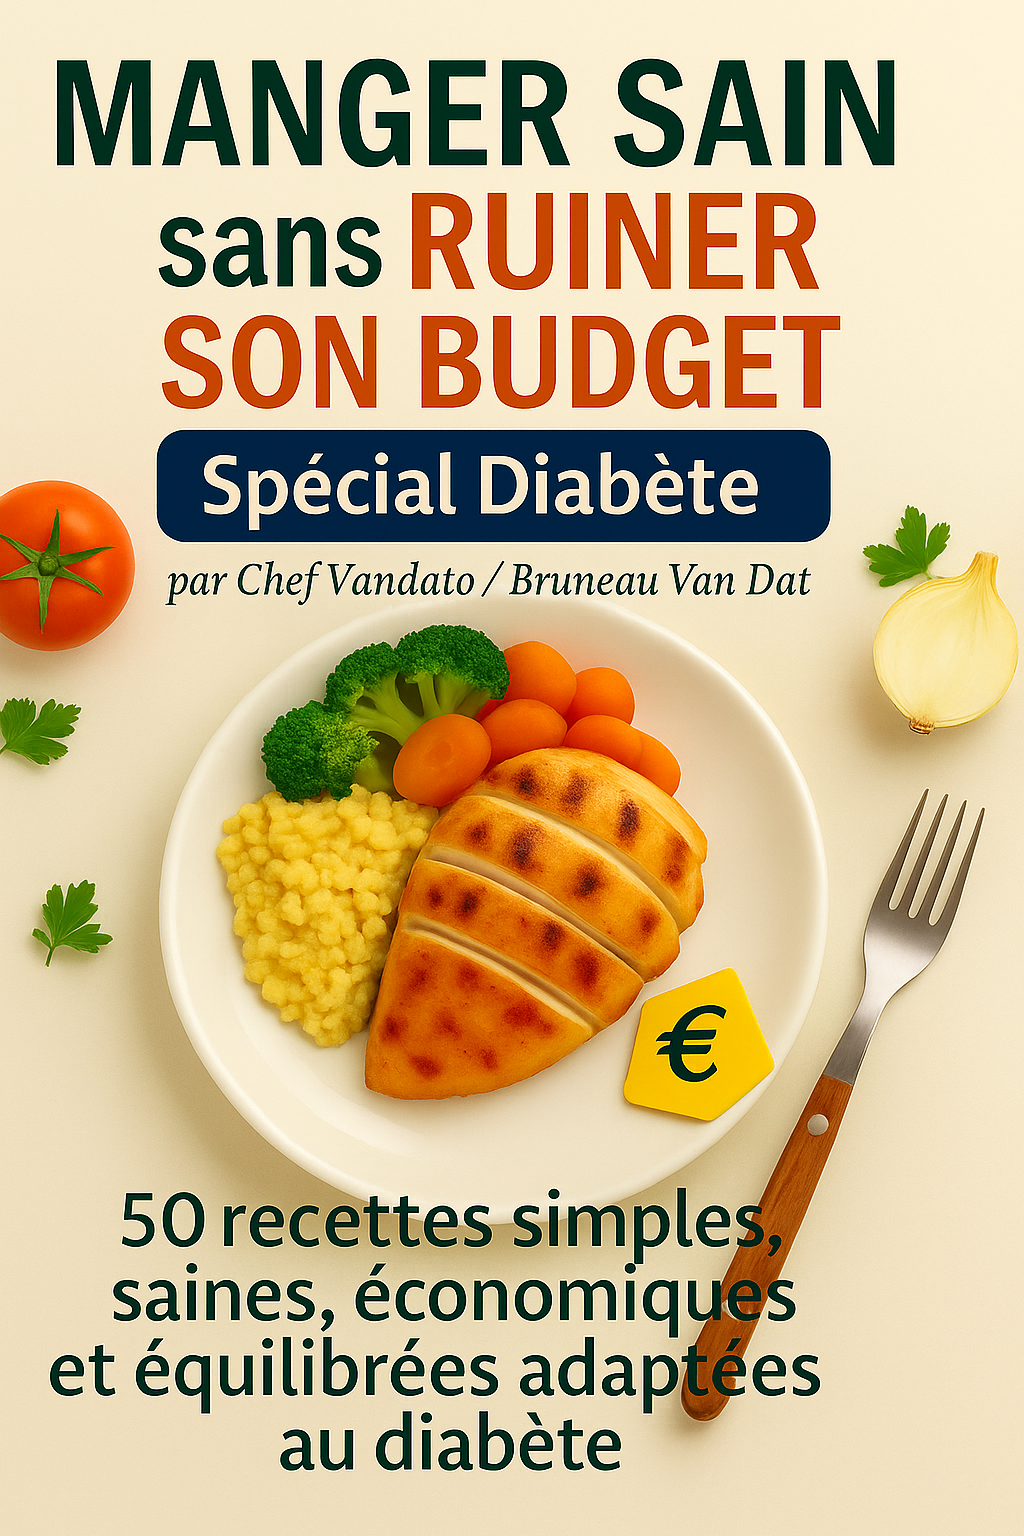 MANGER SAIN
sans RUINER
SON BUDGET
Spécial Diabète
par Chef Vandato / Bruneau Van Dat
€
50 recettes simples,
saines, économiques
et équilibrées adaptées
au diabète